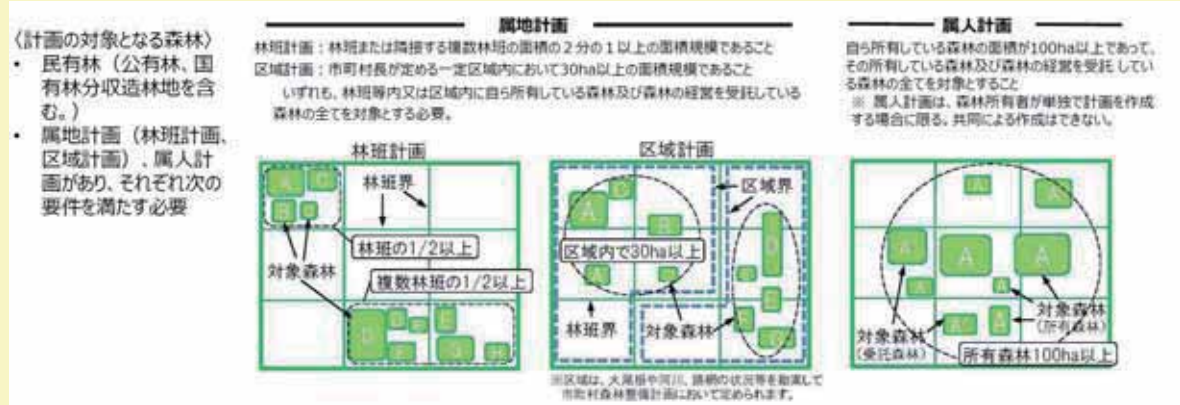 〈計画の対象となる森林〉
• 民有林（公有林、国
有林分収造林地を含
む。）
• 属地計画（林班計画、
区域計画）、属人計
画があり、それぞれ次の
要件を満たす必要
属地計画
林班計画：林班または隣接する複数林班の面積の２分の１以上の面積規模であること
区域計画：市町村長が定める一定区域内において30ha以上の面積規模であること
いずれも、林班等内又は区域内に自ら所有している森林及び森林の経営を受託している
森林の全てを対象とする必要。
林班計画
A
C
B
林班界
林班の1/2以上
対象森林
複数林班の1/2以上
D
E
F
G
H
区域計画
区域界
C
A
B
区域内で30ha以上
A
D
E
F
G
林班界
対象森林
※区域は、大尾根や河川、路網の状況等を勘案して
市町村森林整備計画において定められます。
属人計画
自ら所有している森林の面積が100ha以上であって、
その所有している森林及び森林の経営を受託している
森林の全てを対象とすること
※ 属人計画は、森林所有者が単独で計画を作成
する場合に限る。共同による作成はできない。
A
A
A
A
A
A
A
A
A
対象森林
(受託森林)
対象森林
(所有森林)
所有森林100ha以上